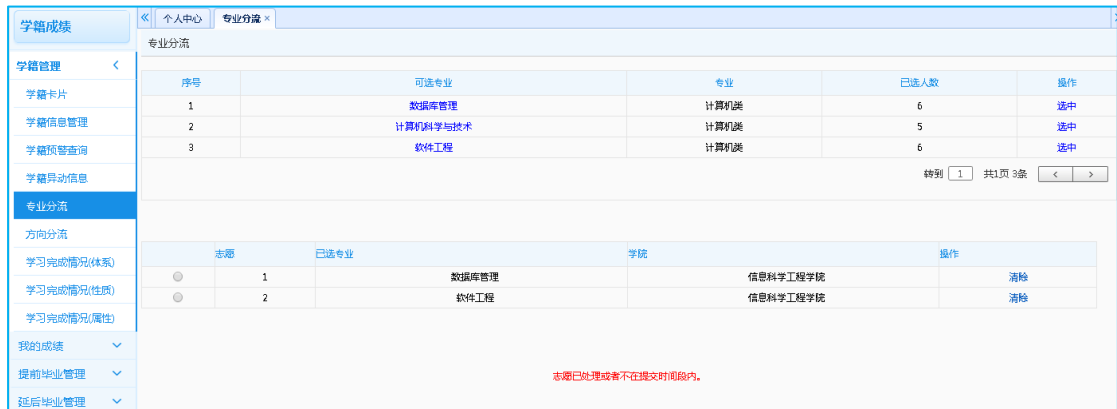 学籍成绩
学籍管理
学籍卡片
学籍信息管理
学籍预警查询
学籍异动信息
专业分流
方向分流
学习完成情况(体系)
学习完成情况(性质)
学习完成情况(属性)
我的成绩
提前毕业管理
延后毕业管理
个人中心 专业分流 ×
专业分流
序号 可选专业 专业 已选人数 操作
1 数据库管理 计算机类 6 选中
2 计算机科学与技术 计算机类 5 选中
3 软件工程 计算机类 6 选中
转到 1 共1页 3条 < >
志愿 已选专业 学院 操作
1 数据库管理 信息科学工程学院 清除
2 软件工程 信息科学工程学院 清除
志愿已处理或者不在提交时间段内。